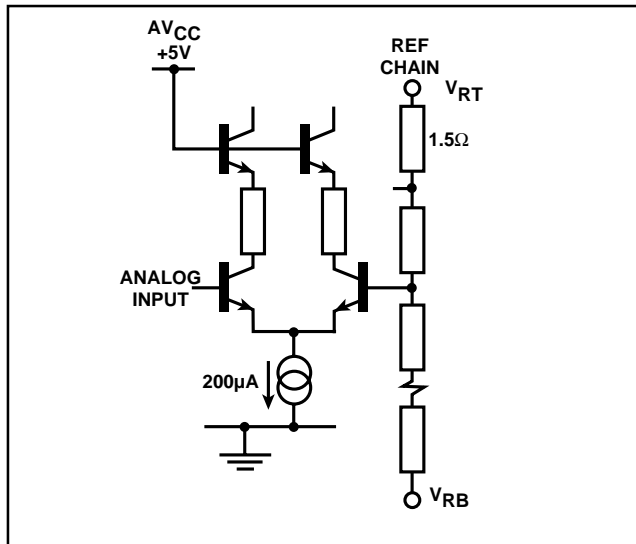 AVCC
+5V
REF
CHAIN
VRT
1.5Ω
ANALOG
INPUT
200µA
VRB